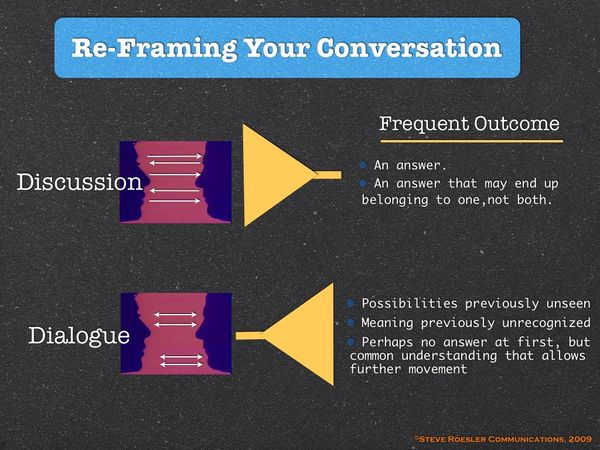 Re-Framing Your Conversation
Frequent Outcome
Discussion
An answer.
An answer that may end up
belonging to one,not both.
Dialogue
Possibilities previously unseen
Meaning previously unrecognized
Perhaps no answer at first, but
common understanding that allows
further movement
©Steve Roesler Communications, 2009